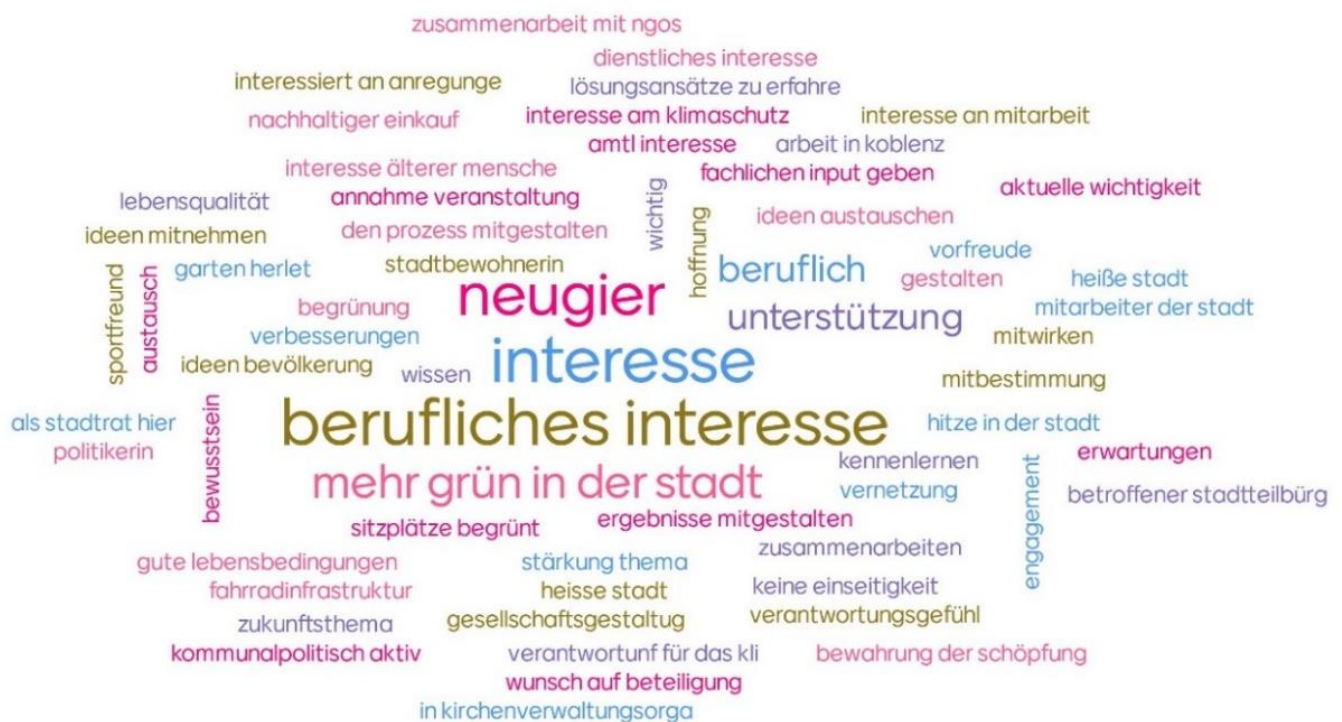 zusammenarbeit mit ngos
dienstliches interesse
interessiert an anregunge
lösungsansätze zu erfahre
nachhaltiger einkauf
interesse am klimaschutz
interesse an mitarbeit
amtl interesse
arbeit in koblenz
interesse älterer mensche
fachlichen input geben
aktuelle wichtigkeit
lebensqualität
annahme veranstaltung
wichtig
hoffnung
ideen austauschen
ideen mitnehmen
den prozess mitgestalten
vorfreude
sportfreund
austausch
garten herlet
stadtbewohnerin
neugier
beruflich
gestalten
heiße stadt
begrünung
unterstützung
mitarbeiter der stadt
verbesserungen
mitwirken
ideen bevölkerung
wissen
interesse
mitbestimmung
als stadtrat hier
bewusstsein
berufliches interesse
hitze in der stadt
politikerin
kennenlernen
erwartungen
mehr grün in der stadt
vernetzung
engagement
betroffener stadtteilbürg
sitzplätze begrünt
ergebnisse mitgestalten
zusammenarbeiten
gute lebensbedingungen
stärkung thema
fahrradinfrastruktur
heisse stadt
keine einseitigkeit
zukunftsthema
gesellschaftsgestaltug
verantwortungsgefühl
kommunalpolitisch aktiv
verantwortunf für das kli
bewahrung der schöpfung
wunsch auf beteiligung
in kirchenverwaltungsorga